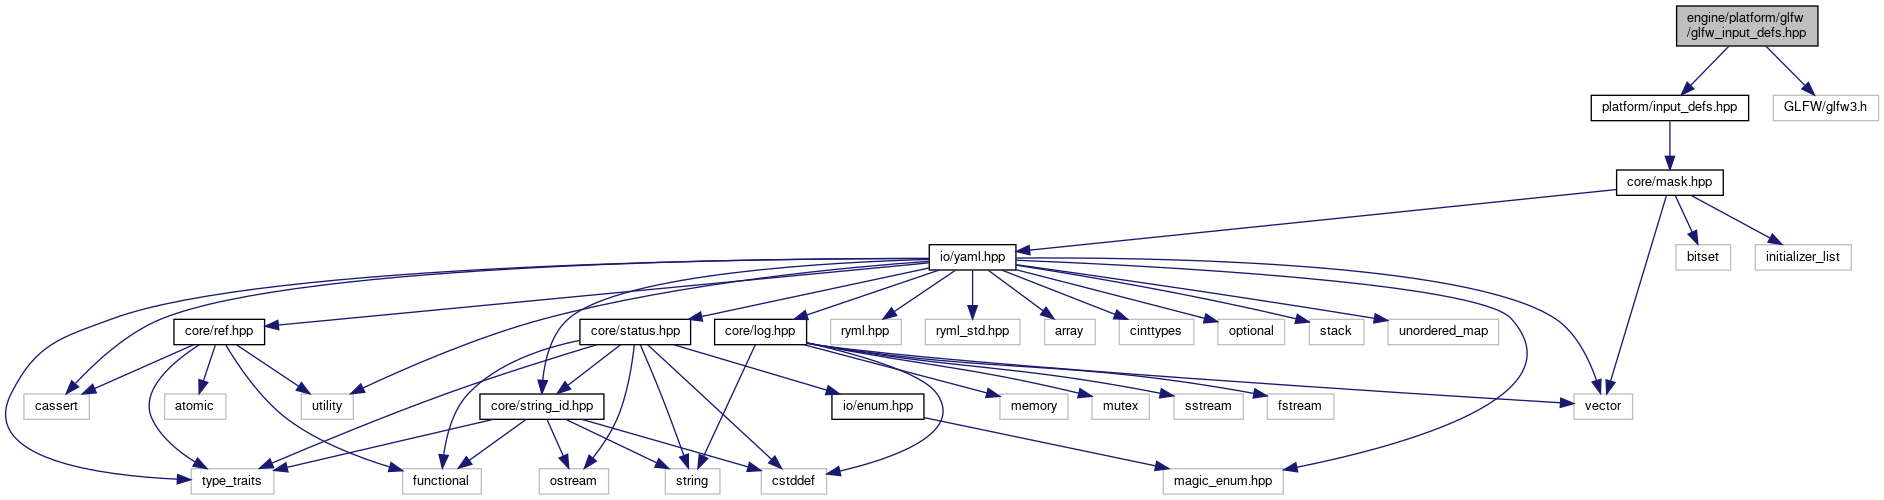 engine/platform/glfw
/glfw_input_defs.hpp
platform/input_defs.hpp
GLFW/glfw3.h
core/mask.hpp
io/yaml.hpp
bitset
initializer_list
core/ref.hpp
core/status.hpp
core/log.hpp
ryml.hpp
ryml_std.hpp
array
cinttypes
optional
stack
unordered_map
cassert
atomic
utility
core/string_id.hpp
io/enum.hpp
memory
mutex
sstream
fstream
vector
type_traits
functional
ostream
string
cstddef
magic_enum.hpp